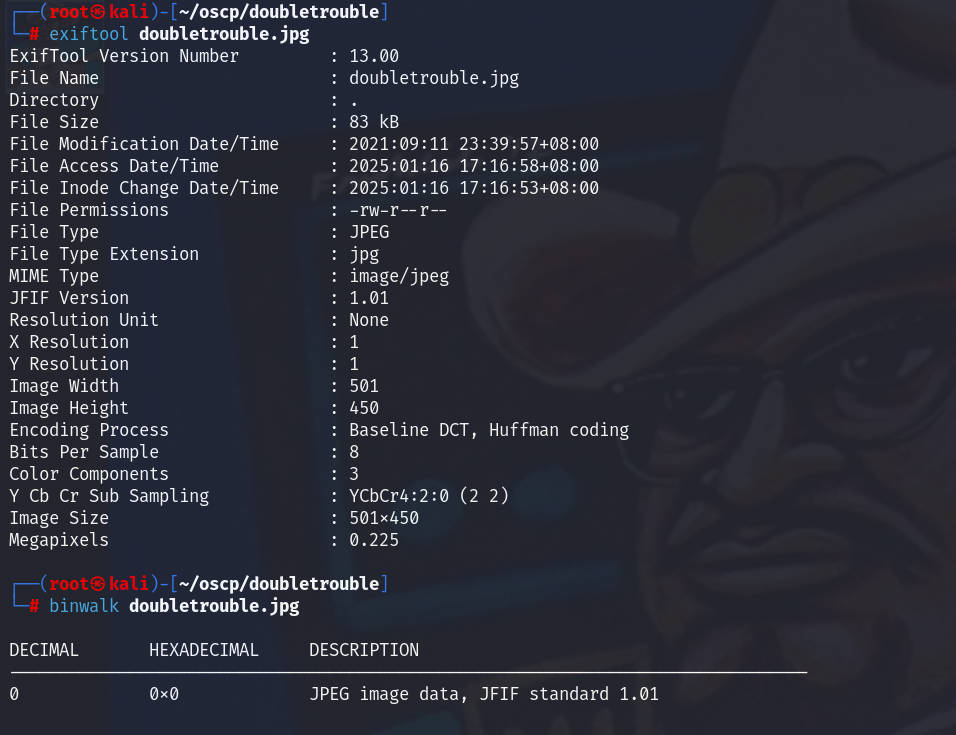 ┌──(root㉿kali)-[~/oscp/doubletrouble]
└─# exiftool doubletrouble.jpg
ExifTool Version Number         : 13.00
File Name                       : doubletrouble.jpg
Directory                       : .
File Size                       : 83 kB
File Modification Date/Time     : 2021:09:11 23:39:57+08:00
File Access Date/Time           : 2025:01:16 17:16:58+08:00
File Inode Change Date/Time     : 2025:01:16 17:16:53+08:00
File Permissions                : -rw-r--r--
File Type                       : JPEG
File Type Extension             : jpg
MIME Type                       : image/jpeg
JFIF Version                    : 1.01
Resolution Unit                 : None
X Resolution                    : 1
Y Resolution                    : 1
Image Width                     : 501
Image Height                    : 450
Encoding Process                : Baseline DCT, Huffman coding
Bits Per Sample                 : 8
Color Components                : 3
Y Cb Cr Sub Sampling            : YCbCr4:2:0 (2 2)
Image Size                      : 501×450
Megapixels                      : 0.225
┌──(root㉿kali)-[~/oscp/doubletrouble]
└─# binwalk doubletrouble.jpg
DECIMAL       HEXADECIMAL     DESCRIPTION
--------------------------------------------------------------------------------
0             0×0             JPEG image data, JFIF standard 1.01